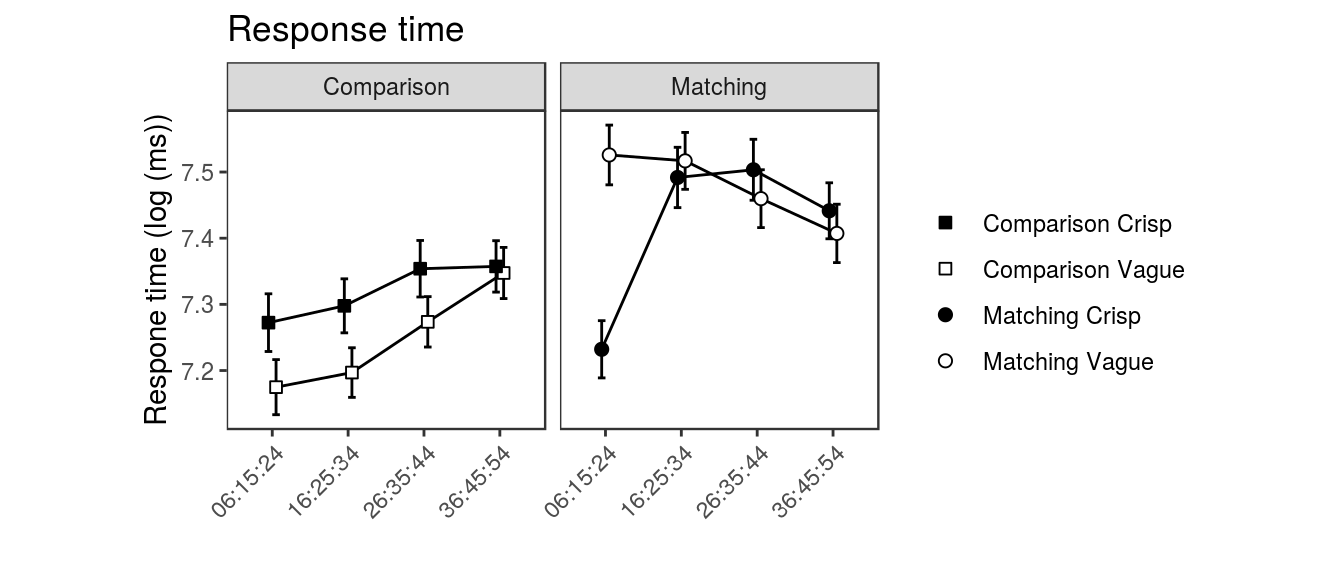 Response time
Comparison
Matching
Respone time (log (ms))
7.5
7.4
7.3
7.2
06:15:24
16:25:34
26:35:44
36:45:54
06:15:24
16:25:34
26:35:44
36:45:54
Comparison Crisp
Comparison Vague
Matching Crisp
Matching Vague